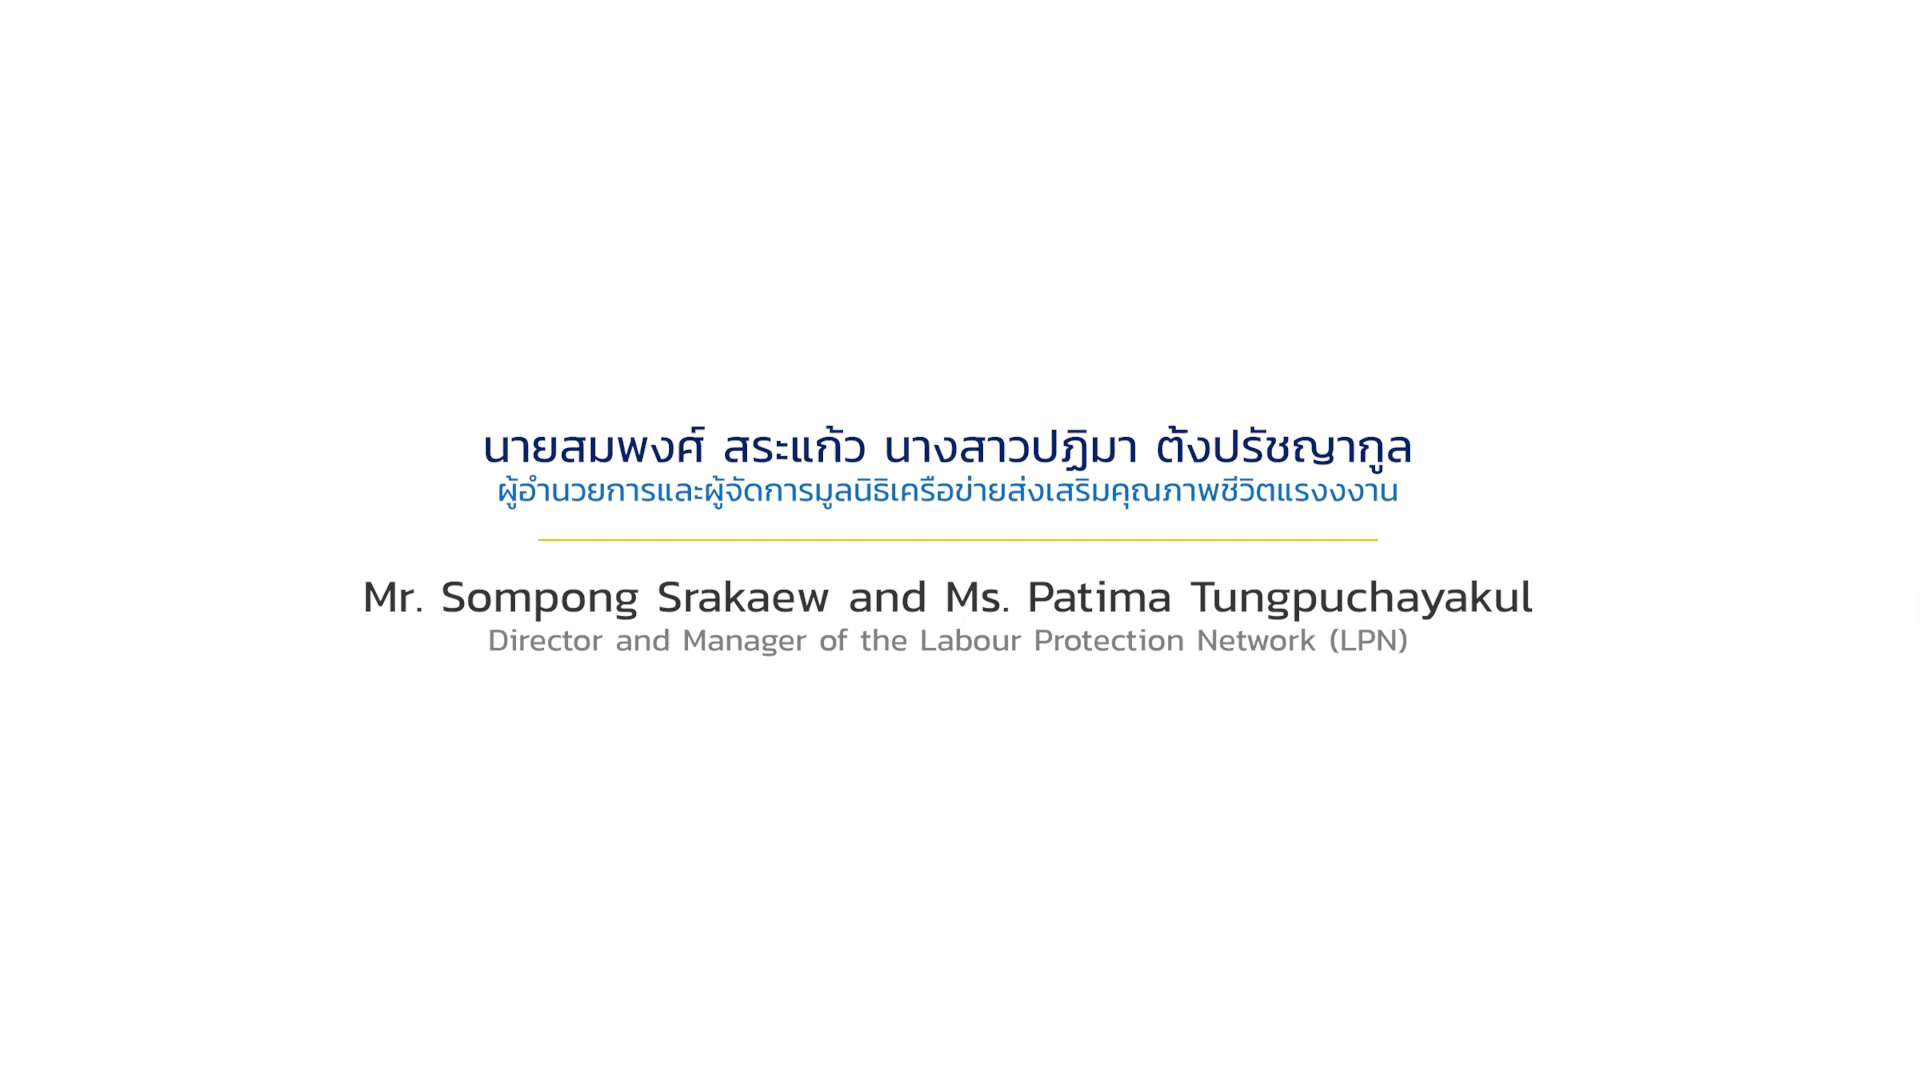 นายสมพงศ์ สระแก้ว นางสาวปฏิมา ตั้งปรัชญากูล
ผู้อำนวยการและผู้จัดการมูลนิธิเครือข่ายส่งเสริมคุณภาพชีวิตแรงงงาน
Mr. Sompong Srakaew and Ms. Patima Tungpuchayakul
Director and Manager of the Labour Protection Network (LPN)